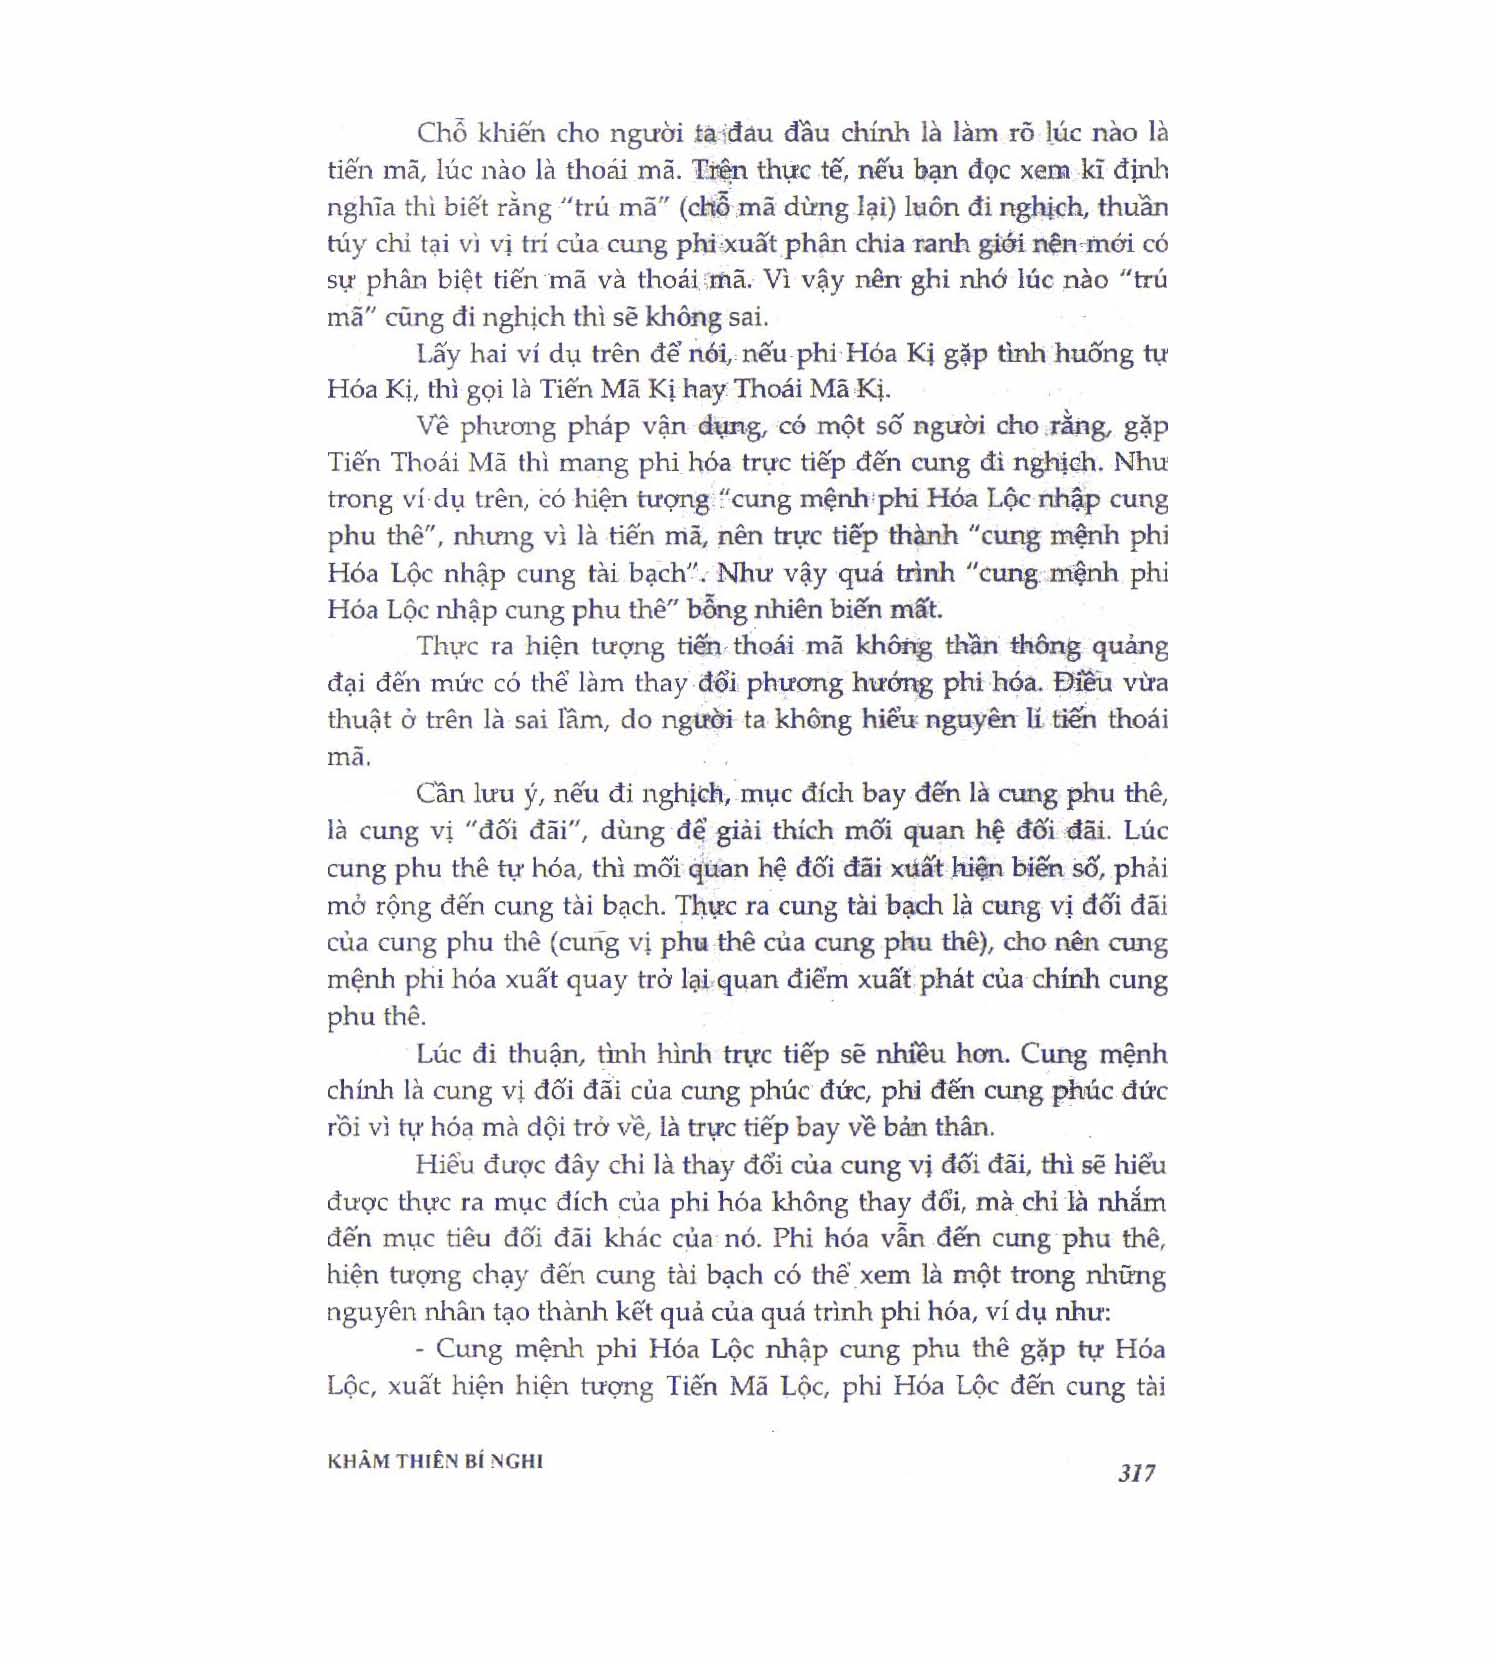 Chỗ khiến cho người ta đau đầu chính là làm rõ lúc nào là
tiến mã, lúc nào là thoái mã. Trên thực tế, nếu bạn đọc xem kĩ định
nghĩa thì biết rằng "trú mã" (chỗ mã dừng lại) luôn đi nghịch, thuần
túy chỉ tại vì vị trí của cung phi xuất phân chia ranh giới nên mới có
sự phân biệt tiến mã và thoái mã. Vì vậy nên ghi nhớ lúc nào "trú
mã" cũng đi nghịch thì sẽ không sai.
Lấy hai ví dụ trên để nói, nếu phi Hóa Kị gặp tình huống tự
Hóa Kị, thì gọi là Tiến Mã Kị hay Thoái Mã Kị.
Về phương pháp vận dụng, có một số người cho rằng, gặp
Tiến Thoái Mã thì mang phi hóa trực tiếp đến cung đi nghịch. Như
trong ví dụ trên, có hiện tượng "cung mệnh phi Hóa Lộc nhập cung
phu thê", nhưng vì là tiến mã, nên trực tiếp thành "cung mệnh phi
Hóa Lộc nhập cung tài bạch". Như vậy quá trình "cung mệnh phi
Hóa Lộc nhập cung phu thê" bỗng nhiên biến mất.
Thực ra hiện tượng tiến thoái mã không thần thông quảng
đại đến mức có thể làm thay đổi phương hướng phi hóa. Điều vừa
thuật ở trên là sai lầm, do người ta không hiểu nguyên lí tiến thoái
mã.
Cần lưu ý, nếu đi nghịch, mục đích bay đến là cung phu thê,
là cung vị "đối đãi", dùng để giải thích mối quan hệ đối đãi. Lúc
cung phu thê tự hóa, thì mối quan hệ đối đãi xuất hiện biến số, phải
mở rộng đến cung tài bạch. Thực ra cung tài bạch là cung vị đối đãi
của cung phu thê (cung vị phu thê của cung phu thê), cho nên cung
mệnh phi hóa xuất quay trở lại quan điểm xuất phát của chính cung
phu thê.
Lúc đi thuận, tình hình trực tiếp sẽ nhiều hơn. Cung mệnh
chính là cung vị đối đãi của cung phúc đức, phi đến cung phúc đức
rồi vì tự hóa mà dội trở về, là trực tiếp bay về bản thân.
Hiểu được đây chỉ là thay đổi của cung vị đối đãi, thì sẽ hiểu
được thực ra mục đích của phi hóa không thay đổi, mà chỉ là nhắm
đến mục tiêu đối đãi khác của nó. Phi hóa vẫn đến cung phu thê,
hiện tượng chạy đến cung tài bạch có thể xem là một trong những
nguyên nhân tạo thành kết quả của quá trình phi hóa, ví dụ như:
- Cung mệnh phi Hóa Lộc nhập cung phu thê gặp tự Hóa
Lộc, xuất hiện hiện tượng Tiến Mã Lộc, phi Hóa Lộc đến cung tài
KHÂM THIÊN BÍ NGHI
317